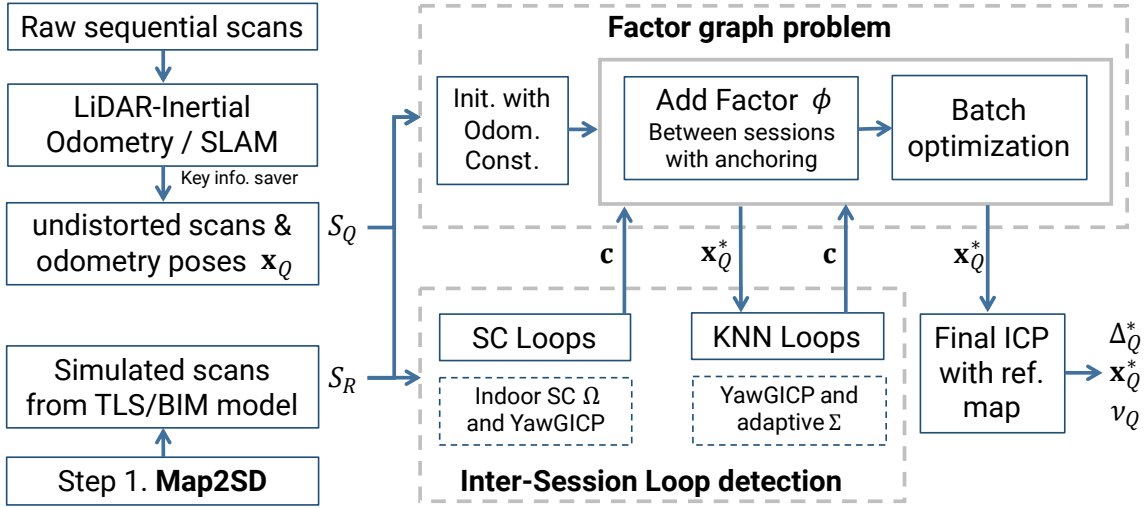 Raw sequential scans
LiDAR-Inertial
Odometry / SLAM
Key info. saver
undistorted scans &
odometry poses 𝐱_Q
S_Q
Simulated scans
from TLS/BIM model
S_R
Step 1. Map2SD
Factor graph problem
Init. with
Odom.
Const.
Add Factor ϕ
Between sessions
with anchoring
Batch
optimization
𝐜
𝐱*_Q
𝐜
𝐱*_Q
SC Loops
Indoor SC Ω
and YawGICP
KNN Loops
YawGICP and
adaptive Σ
Inter-Session Loop detection
Final ICP
with ref.
map
Δ*_Q
𝐱*_Q
ν_Q